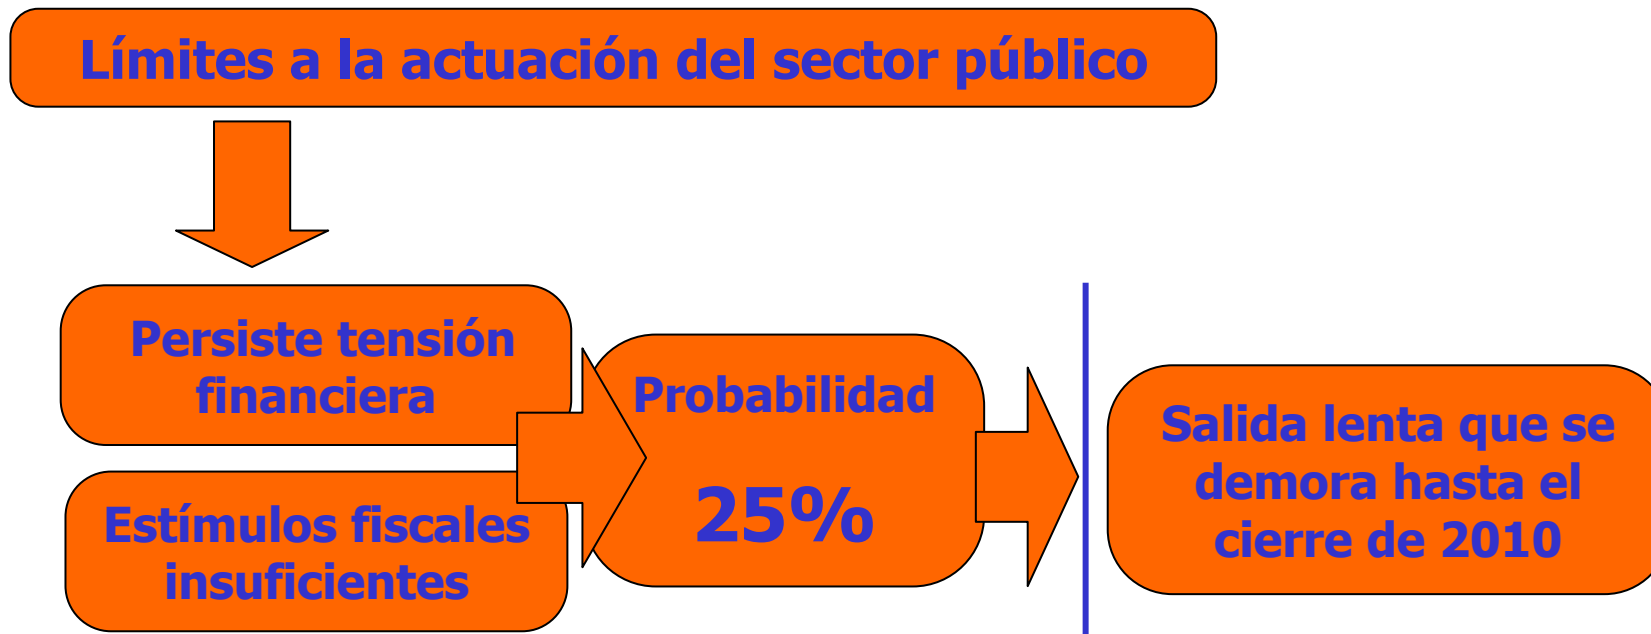 Límites a la actuación del sector público
Persiste tensión
financiera
Estímulos fiscales
insuficientes
Probabilidad
25%
Salida lenta que se
demora hasta el
cierre de 2010